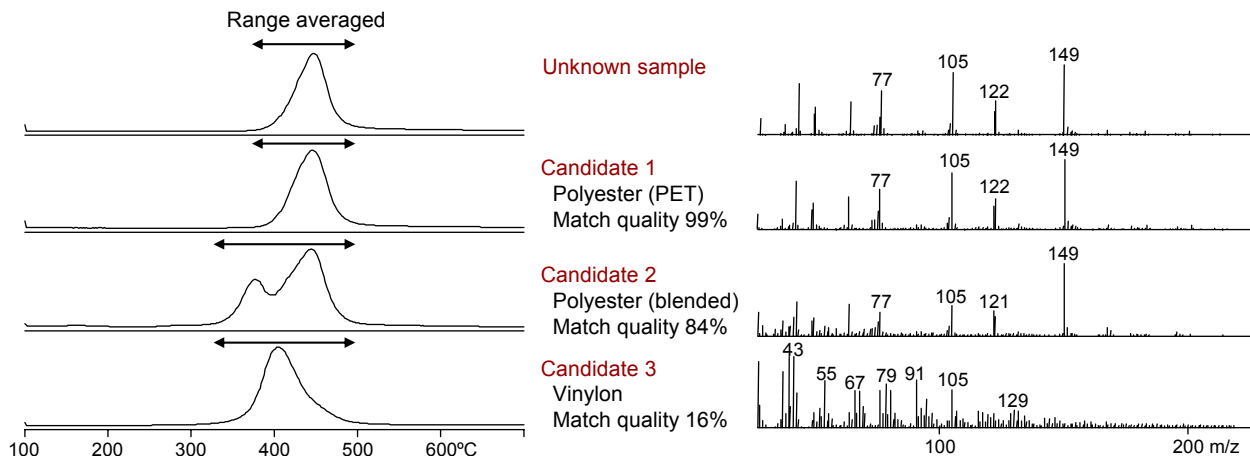 Range averaged
Unknown sample
77
105
122
149
Candidate 1
Polyester (PET)
Match quality 99%
77
105
122
149
Candidate 2
Polyester (blended)
Match quality 84%
77
105
121
149
Candidate 3
Vinylon
Match quality 16%
43
55
67
79
91
105
129
100
200
300
400
500
600ºC
100
200 m/z